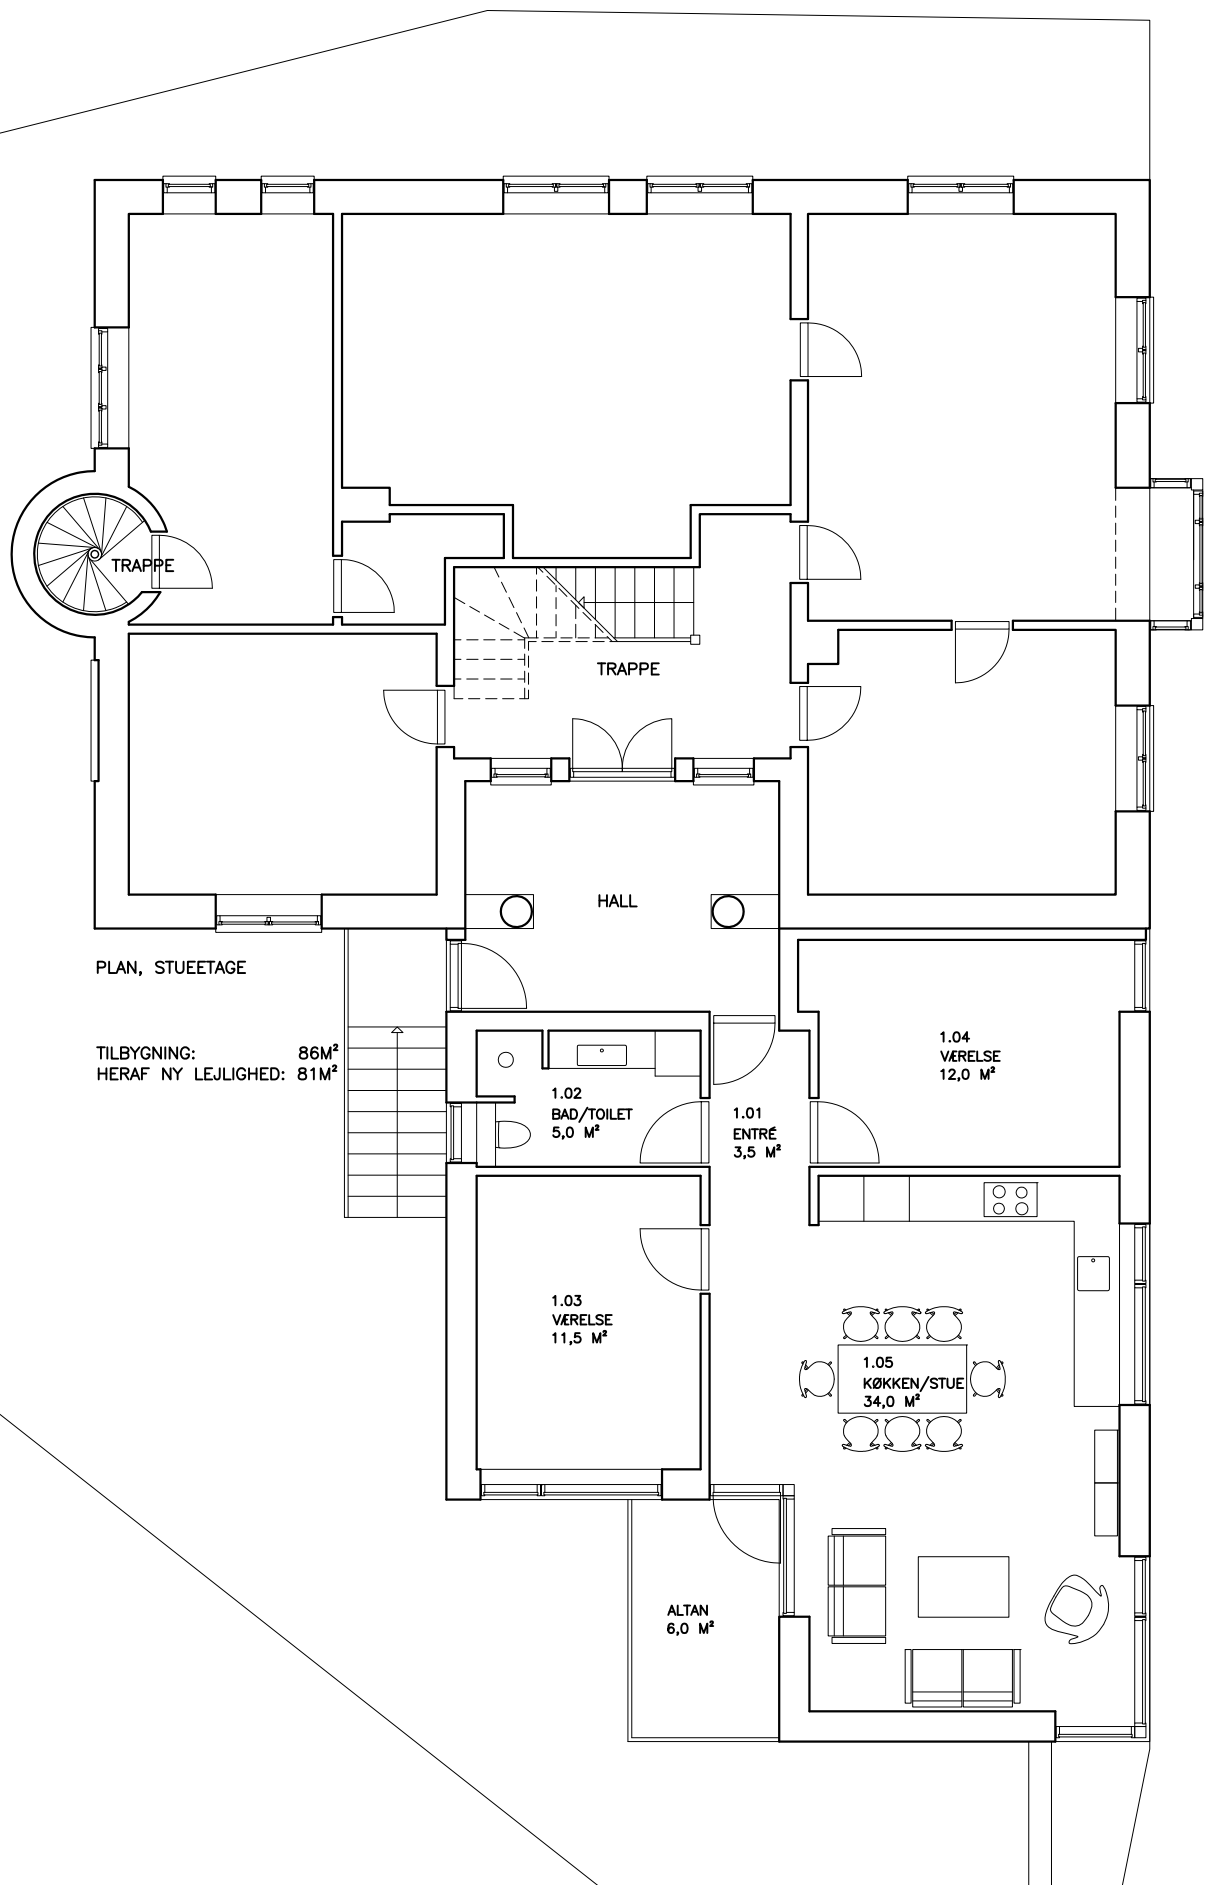 TRAPPE
TRAPPE
HALL
PLAN, STUEETAGE
TILBYGNING: 86M²
HERAF NY LEJLIGHED: 81M²
1.04
VÆRELSE
12,0 M²
1.02
BAD/TOILET
5,0 M²
1.01
ENTRÉ
3,5 M²
1.03
VÆRELSE
11,5 M²
1.05
KØKKEN/STUE
34,0 M²
ALTAN
6,0 M²